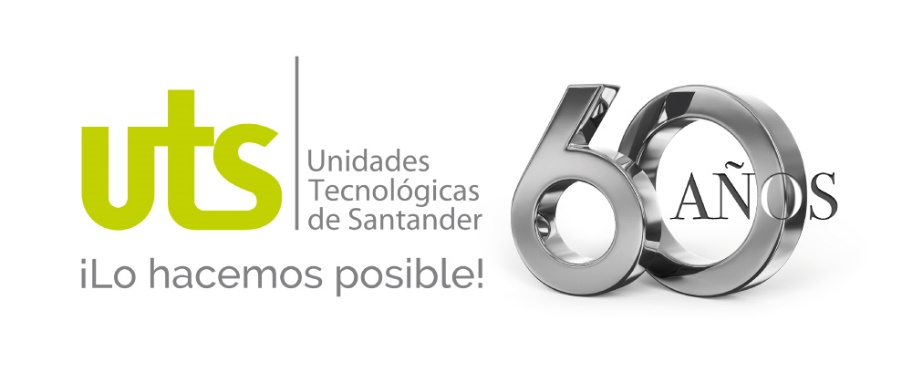 uts
Unidades
Tecnológicas
de Santander
¡Lo hacemos posible!
60
AÑOS